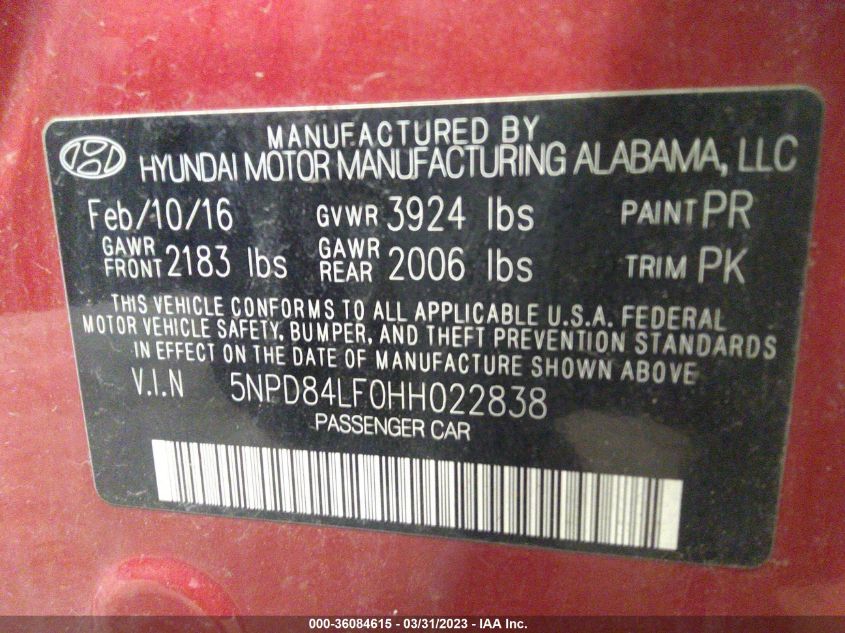 MANUFACTURED BY
HYUNDAI MOTOR MANUFACTURING ALABAMA, LLC
Feb/10/16 GVWR 3924 lbs PAINT PR
GAWR FRONT 2183 lbs GAWR REAR 2006 lbs TRIM PK
THIS VEHICLE CONFORMS TO ALL APPLICABLE U.S.A. FEDERAL
MOTOR VEHICLE SAFETY, BUMPER, AND THEFT PREVENTION STANDARDS
IN EFFECT ON THE DATE OF MANUFACTURE SHOWN ABOVE
V.I.N 5NPD84LF0HH022838
PASSENGER CAR
000-36084615 - 03/31/2023 - IAA Inc.